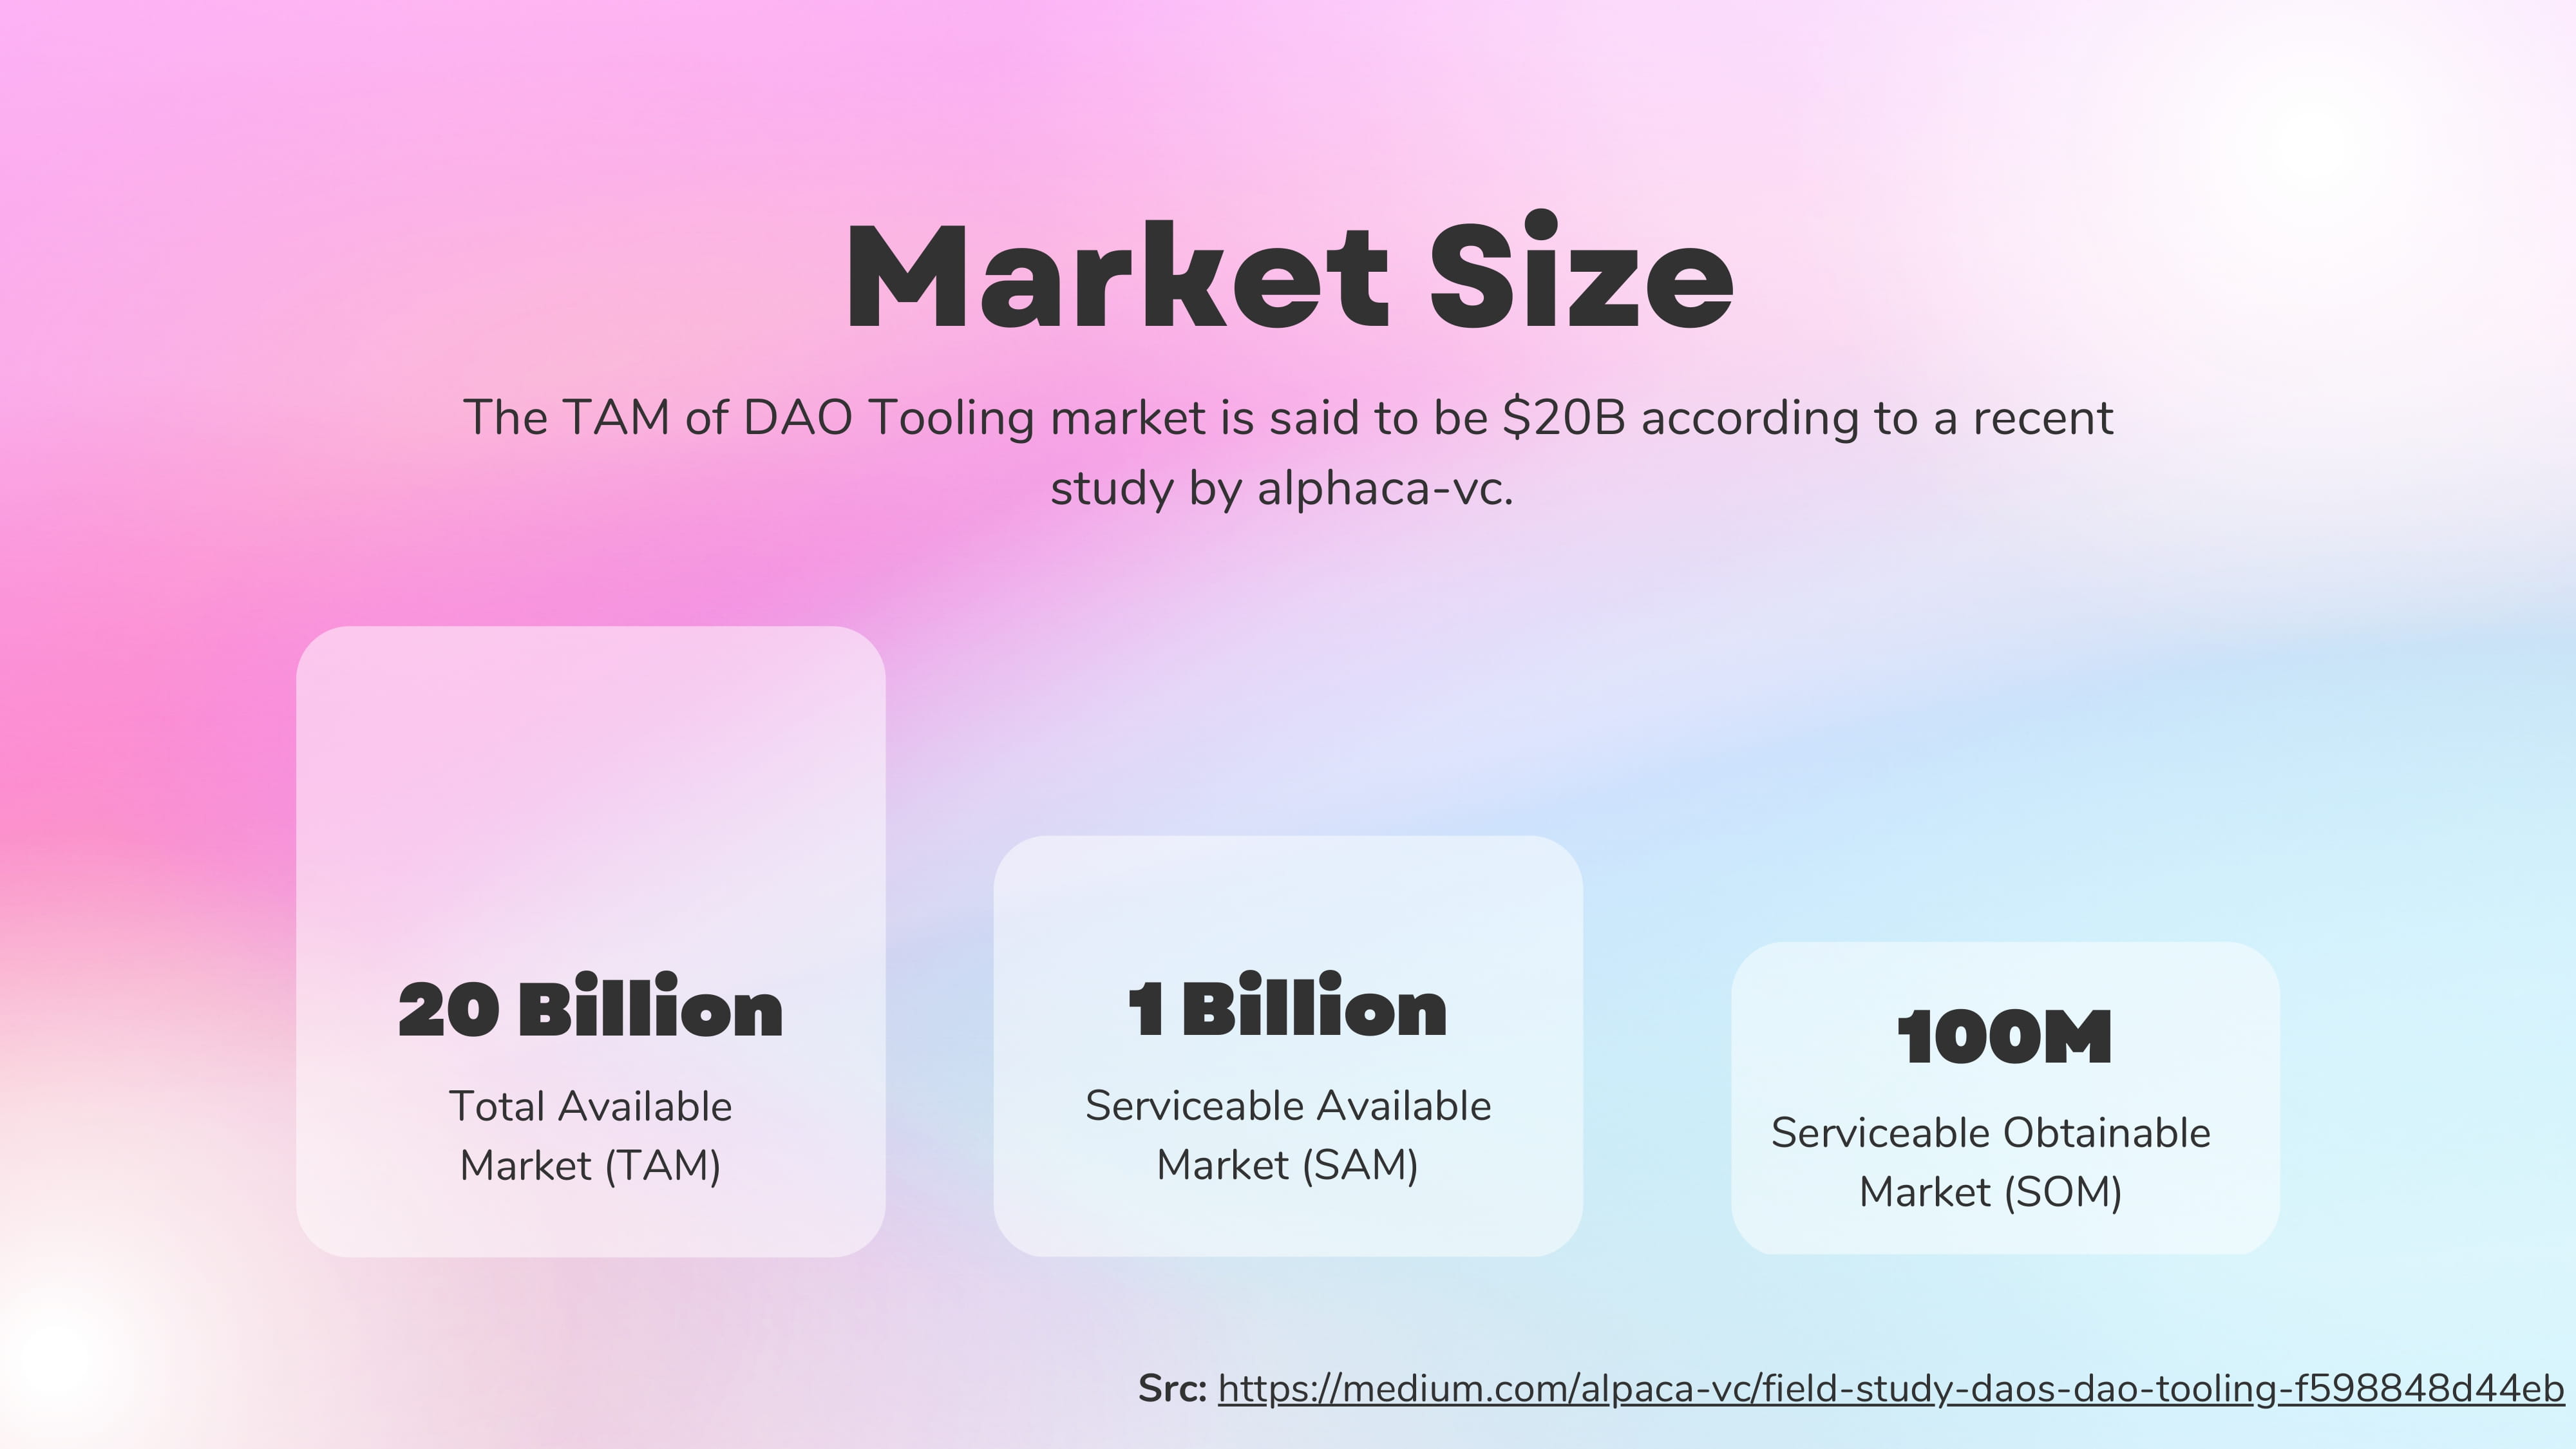 Market Size
The TAM of DAO Tooling market is said to be $20B according to a recent
study by alphaca-vc.
20 Billion
Total Available
Market (TAM)
1 Billion
Serviceable Available
Market (SAM)
100M
Serviceable Obtainable
Market (SOM)
Src: https://medium.com/alpaca-vc/field-study-daos-dao-tooling-f598848d44eb